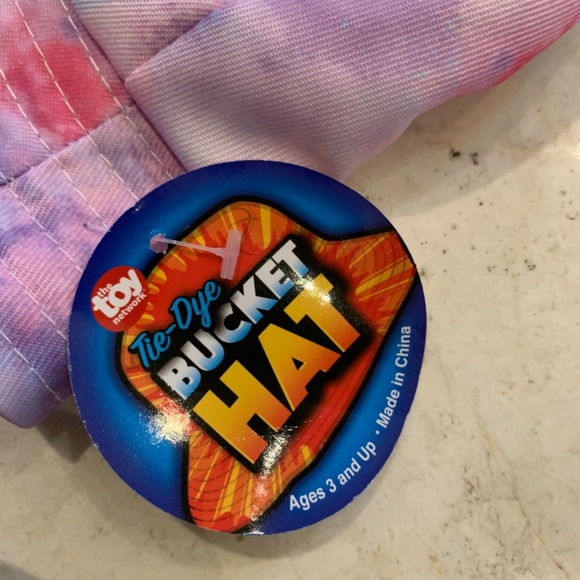 the
toy
network
Tie-Dye
BUCKET
HAT
Ages 3 and Up • Made in China